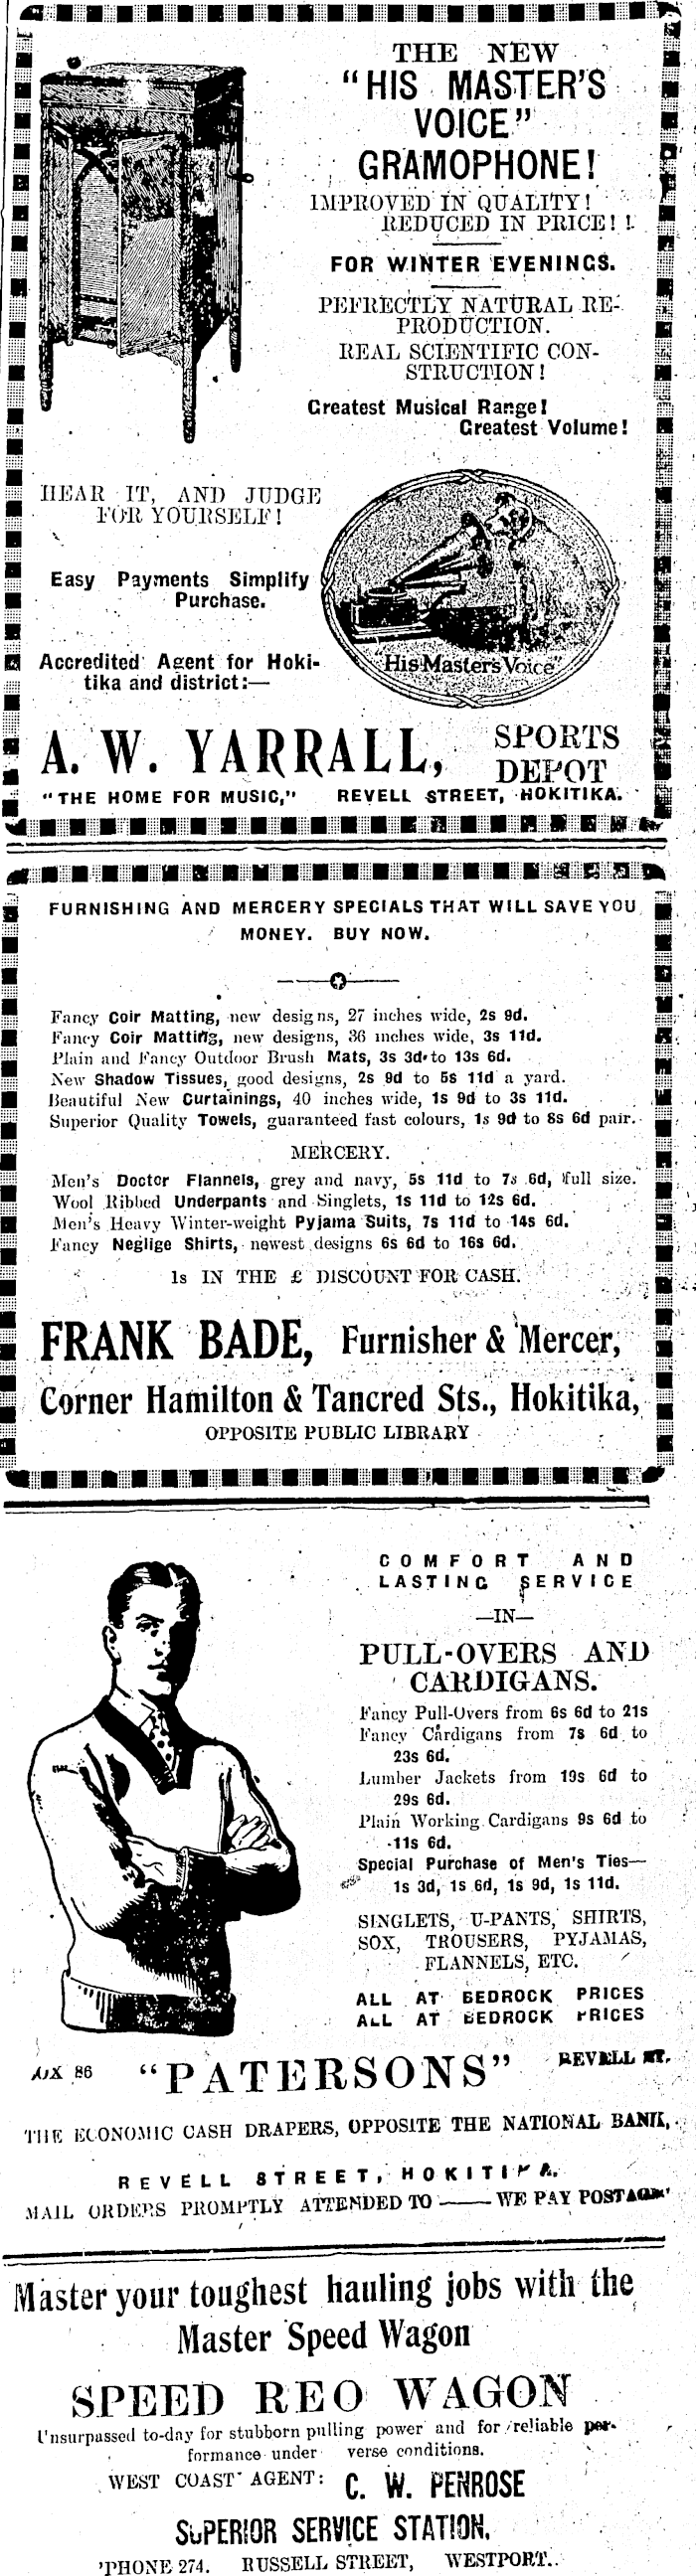 THE NEW
"HIS MASTER'S
VOICE"
GRAMOPHONE!
IMPROVED IN QUALITY!
REDUCED IN PRICE!!
FOR WINTER EVENINGS.
PEFRECTLY NATURAL RE-
PRODUCTION.
REAL SCIENTIFIC CON-
STRUCTION!
Greatest Musical Range!
Greatest Volume!
HEAR IT, AND JUDGE
FOR YOURSELF!
Easy Payments Simplify
Purchase.
"His Master's Voice"
Accredited Agent for Hoki-
tika and district:—
A. W. YARRALL,
SPORTS
DEPOT
"THE HOME FOR MUSIC," REVELL STREET, HOKITIKA.
FURNISHING AND MERCERY SPECIALS THAT WILL SAVE YOU
MONEY. BUY NOW.
Fancy Coir Matting, new designs, 27 inches wide, 2s 9d.
Fancy Coir Matting, new designs, 36 inches wide, 3s 11d.
Plain and Fancy Outdoor Brush Mats, 3s 3d to 13s 6d.
New Shadow Tissues, good designs, 2s 9d to 5s 11d a yard.
Beautiful New Curtainings, 40 inches wide, 1s 9d to 3s 11d.
Superior Quality Towels, guaranteed fast colours, 1s 9d to 8s 6d pair.
MERCERY.
Men's Doctor Flannels, grey and navy, 5s 11d to 7s 6d, full size.
Wool Ribbed Underpants and Singlets, 1s 11d to 12s 6d.
Men's Heavy Winter-weight Pyjama Suits, 7s 11d to 14s 6d.
Fancy Neglige Shirts, newest designs 6s 6d to 16s 6d.
1s IN THE £ DISCOUNT FOR CASH.
FRANK BADE, Furnisher & Mercer,
Corner Hamilton & Tancred Sts., Hokitika,
OPPOSITE PUBLIC LIBRARY
COMFORT AND
LASTING SERVICE
—IN—
PULL-OVERS AND
CARDIGANS.
Fancy Pull-Overs from 6s 6d to 21s
Fancy Cardigans from 7s 6d to
23s 6d.
Lumber Jackets from 19s 6d to
29s 6d.
Plain Working Cardigans 9s 6d to
11s 6d.
Special Purchase of Men's Ties—
1s 3d, 1s 6d, 1s 9d, 1s 11d.
SINGLETS, U-PANTS, SHIRTS,
SOX, TROUSERS, PYJAMAS,
FLANNELS, ETC.
ALL AT BEDROCK PRICES
ALL AT BEDROCK PRICES
86 "PATERSONS" REVELL ST.
THE ECONOMIC CASH DRAPERS, OPPOSITE THE NATIONAL BANK,
REVELL STREET, HOKITIKA.
MAIL ORDERS PROMPTLY ATTENDED TO —— WE PAY POSTAGE
Master your toughest hauling jobs with the
Master Speed Wagon
SPEED REO WAGON
Unsurpassed to-day for stubborn pulling power and for reliable per-
formance under verse conditions.
WEST COAST AGENT: C. W. PENROSE
SUPERIOR SERVICE STATION,
'PHONE 274. RUSSELL STREET, WESTPORT.